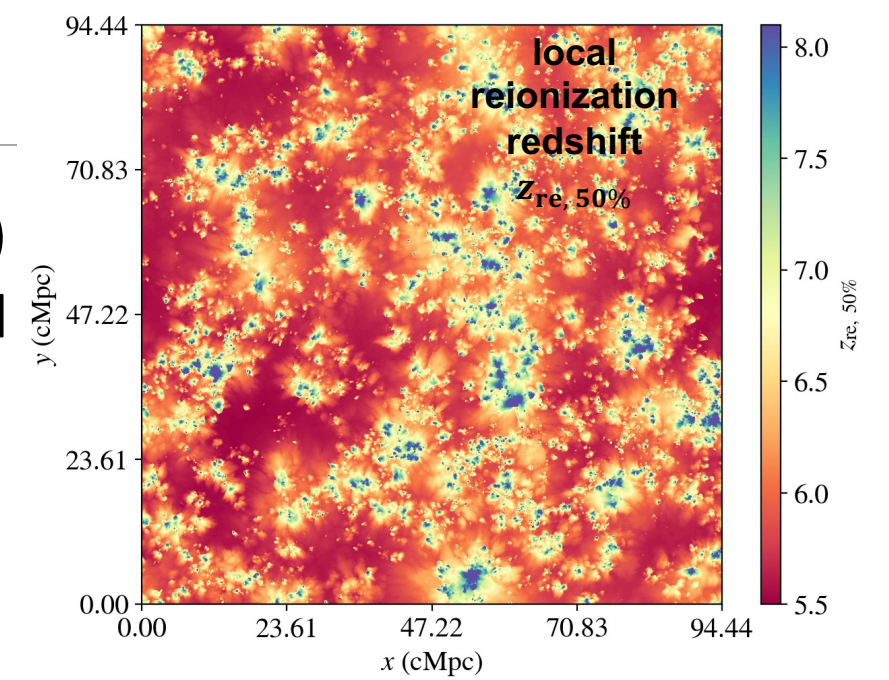 local
reionization
redshift
z_re, 50%
94.44
70.83
47.22
23.61
0.00
y (cMpc)
0.00 23.61 47.22 70.83 94.44
x (cMpc)
8.0
7.5
7.0
6.5
6.0
5.5
z_re, 50%